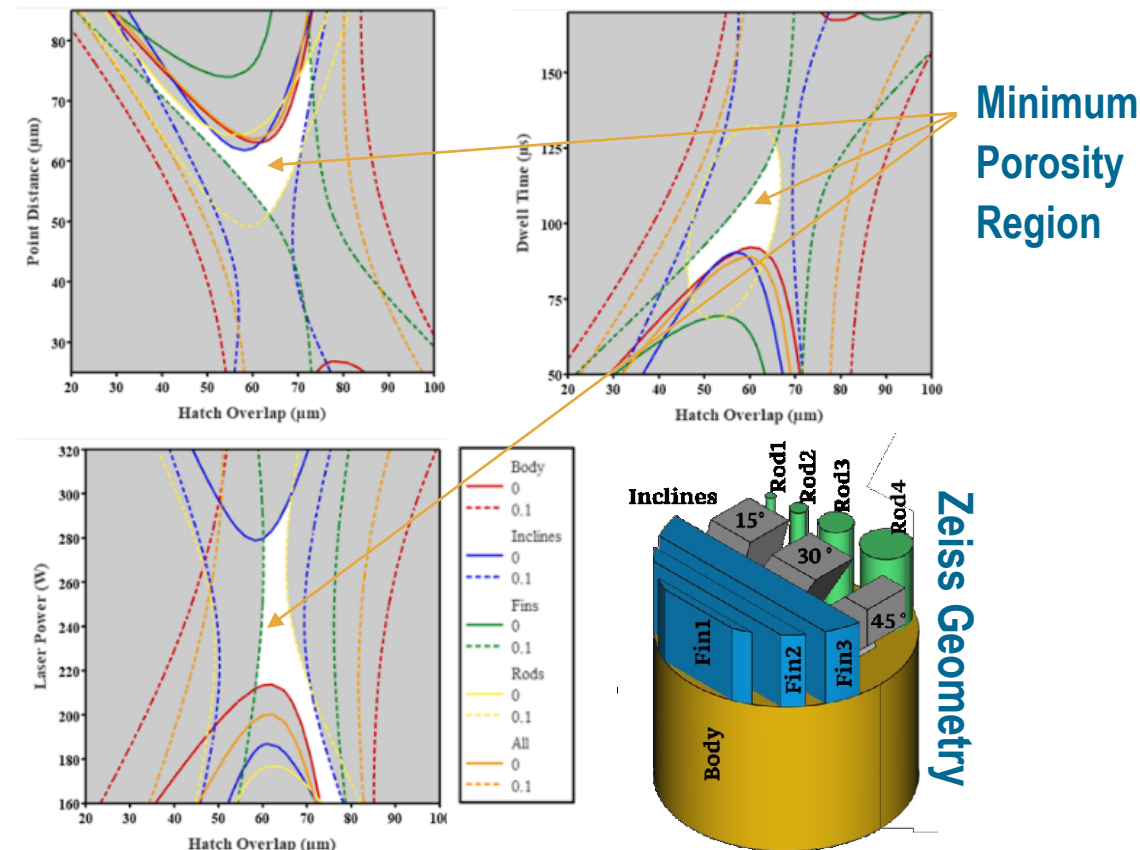 80
70
60
50
40
30
20 30 40 50 60 70 80 90 100
Point Distance (µm)
Hatch Overlap (µm)
150
125
100
75
50
20 30 40 50 60 70 80 90 100
Dwell Time (µs)
Hatch Overlap (µm)
Minimum
Porosity
Region
320
300
280
260
240
220
200
180
160
20 30 40 50 60 70 80 90 10
Laser Power (W)
Hatch Overlap (µm)
Body
0
0.1
Inclines
0
0.1
Fins
0
0.1
Rods
0
0.1
All
0
0.1
Inclines
Rod1
Rod2
Rod3
Rod4
15°
30°
45°
Fin1
Fin2
Fin3
Body
Zeiss Geometry